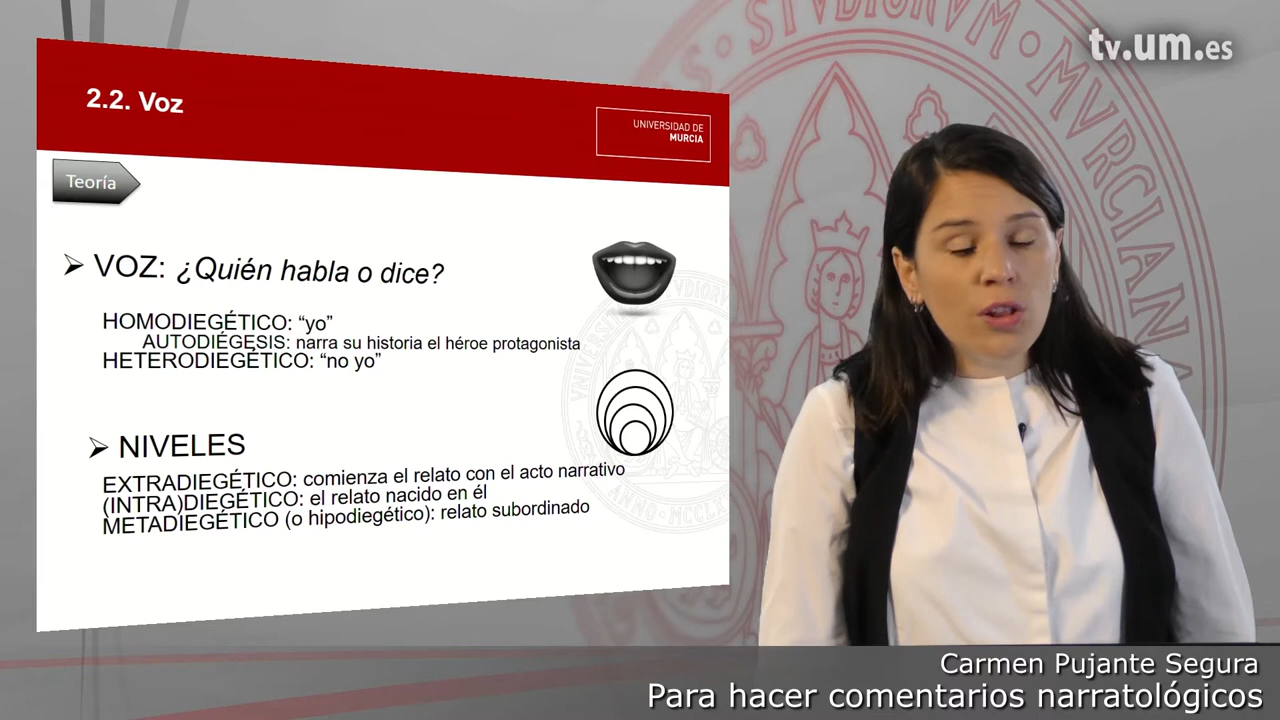 tv.um.es
2.2. Voz
UNIVERSIDAD DE
MURCIA
Teoría
VOZ: ¿Quién habla o dice?
HOMODIEGÉTICO: “yo”
AUTODIÉGESIS: narra su historia el héroe protagonista
HETERODIEGÉTICO: “no yo”
NIVELES
EXTRADIEGÉTICO: comienza el relato con el acto narrativo
(INTRA)DIEGÉTICO: el relato nacido en él
METADIEGÉTICO (o hipodiegético): relato subordinado
Carmen Pujante Segura
Para hacer comentarios narratológicos